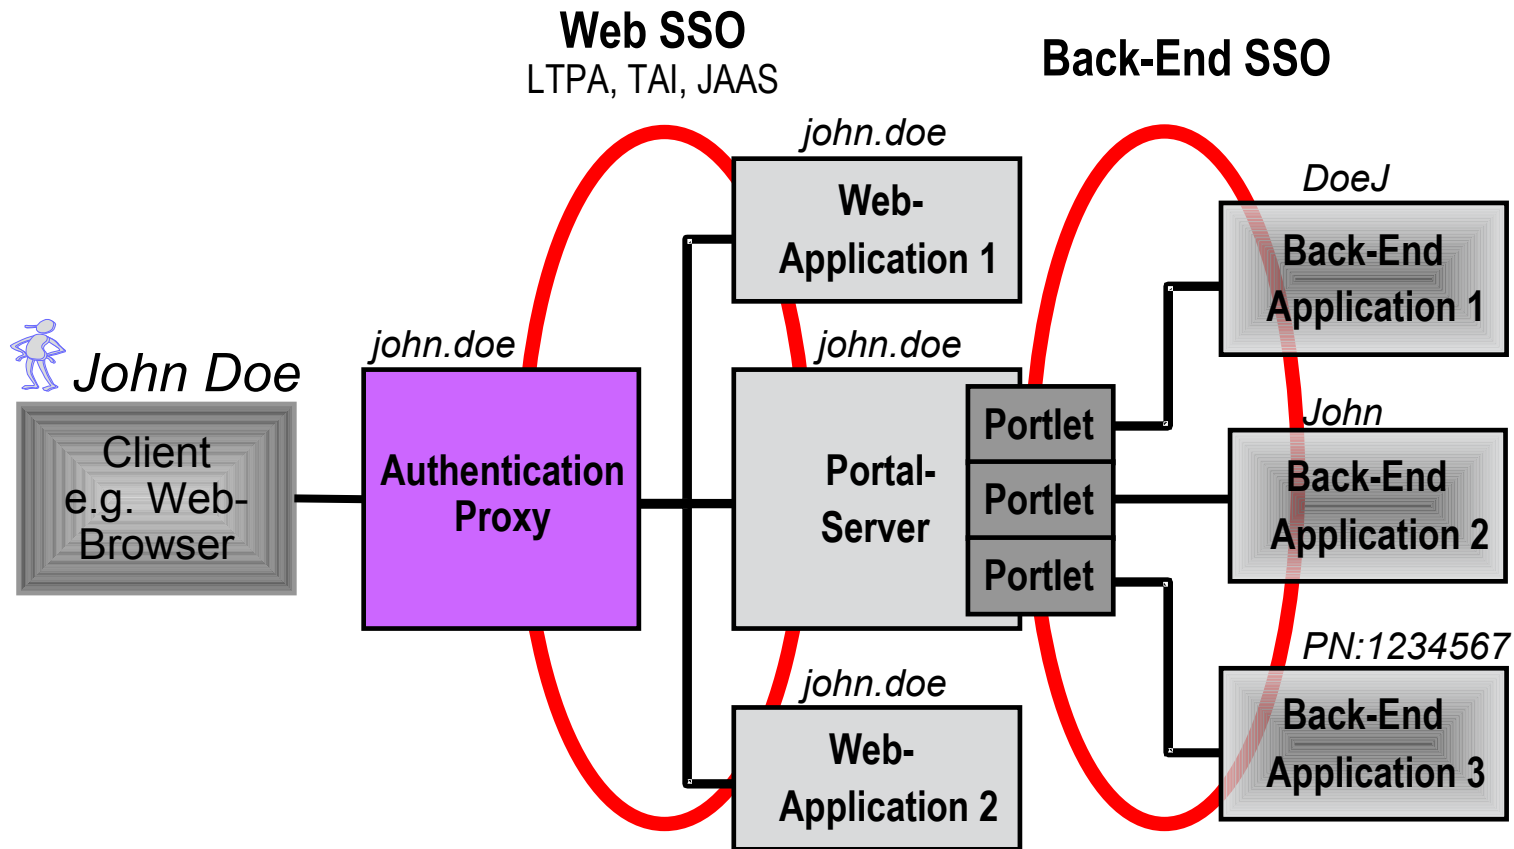 Web SSO
LTPA, TAI, JAAS
Back-End SSO
john.doe
Web-
Application 1
DoeJ
Back-End
Application 1
John Doe
Client
e.g. Web-
Browser
john.doe
Authentication
Proxy
john.doe
Portal-
Server
Portlet
Portlet
Portlet
John
Back-End
Application 2
john.doe
Web-
Application 2
PN:1234567
Back-End
Application 3